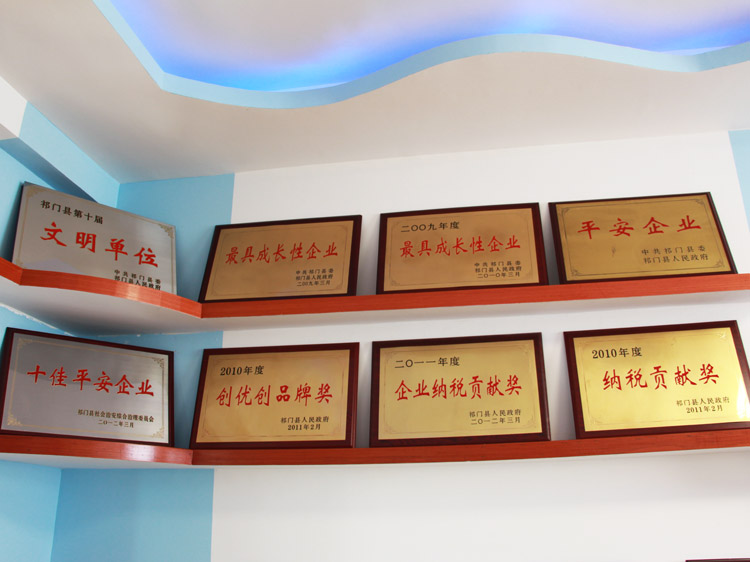 祁门县第十届
文明单位
中共祁门县委
祁门县人民政府
最具成长性企业
中共祁门县委
祁门县人民政府
二〇〇九年三月
二〇〇九年度
最具成长性企业
中共祁门县委
祁门县人民政府
二〇一〇年三月
平安企业
中共祁门县委
祁门县人民政府
十佳平安企业
祁门县社会治安综合治理委员会
二〇一二年三月
2010年度
创优创品牌奖
祁门县人民政府
2011年2月
二〇一一年度
企业纳税贡献奖
祁门县人民政府
二〇一二年三月
2010年度
纳税贡献奖
祁门县人民政府
2011年2月